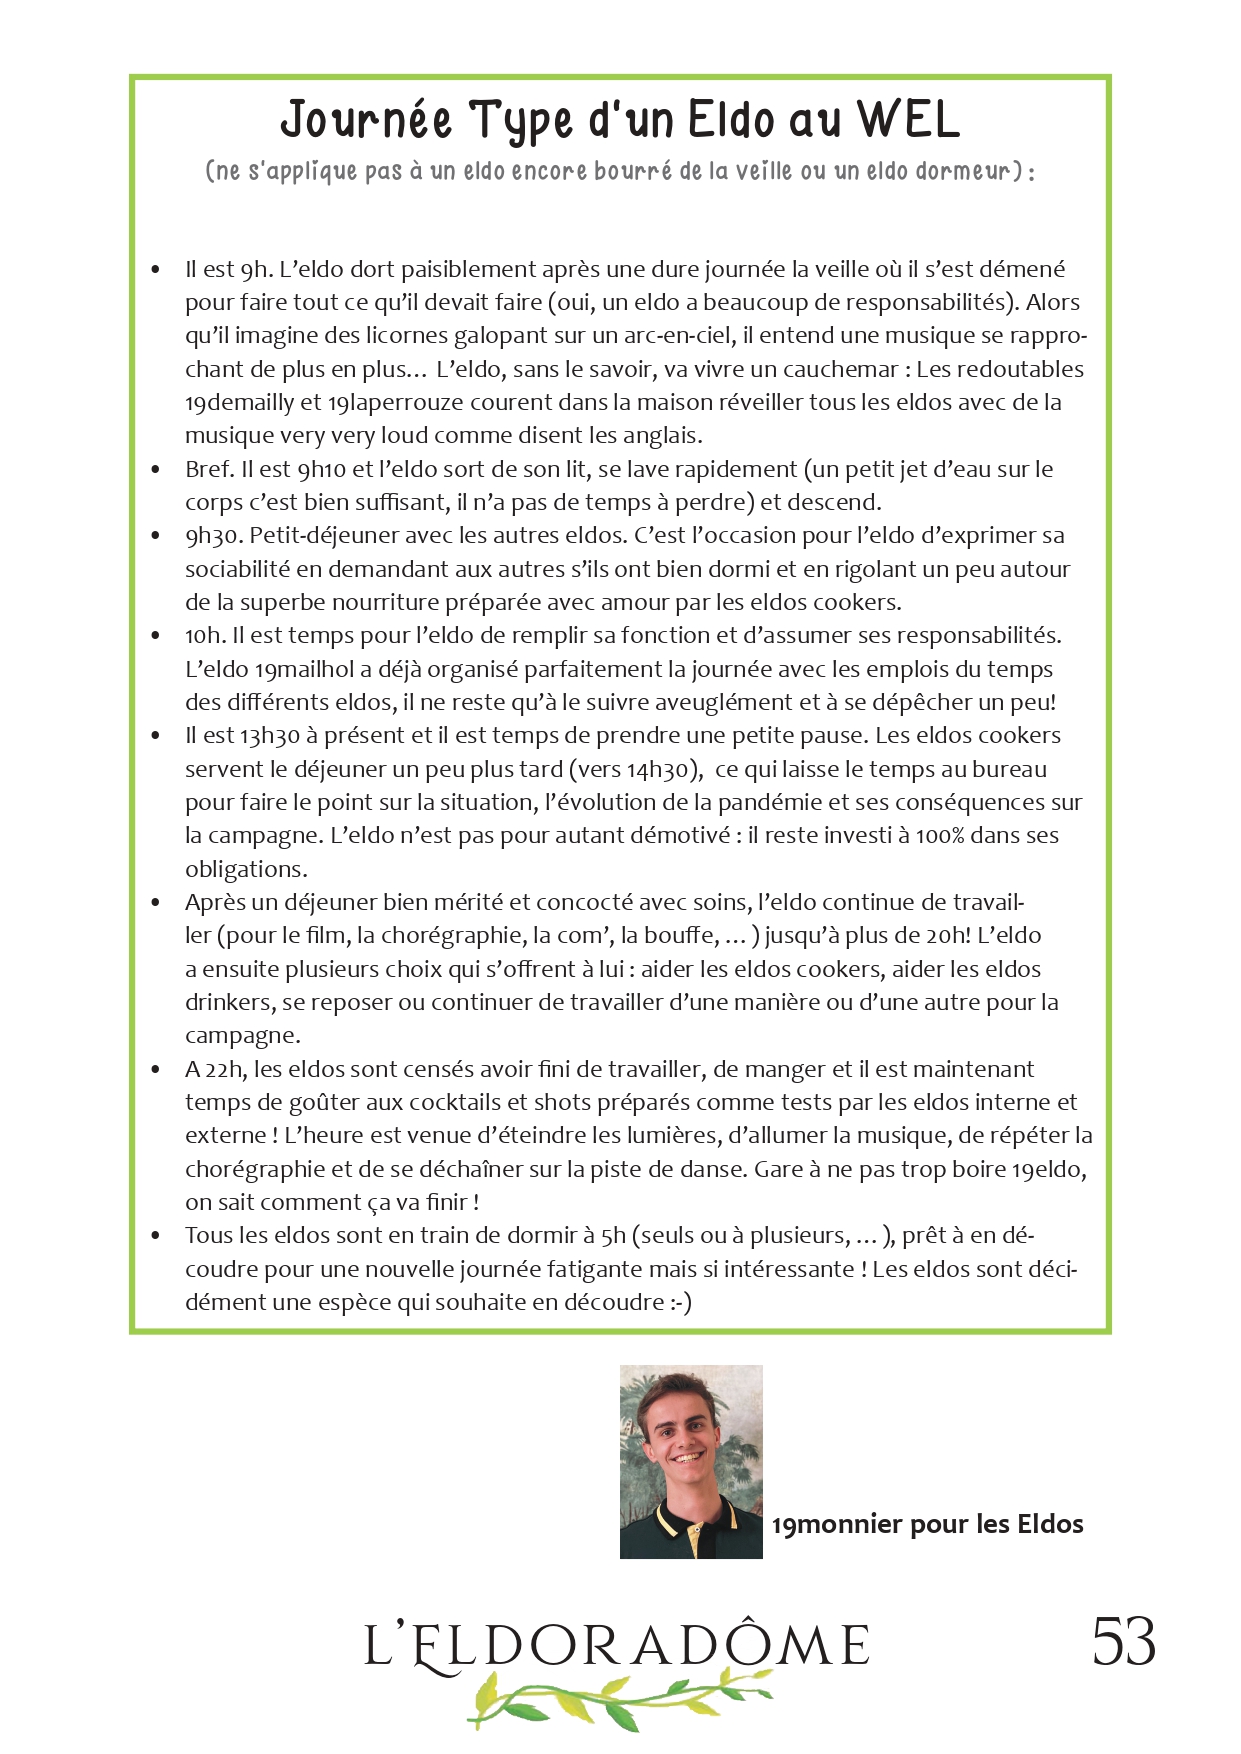 Journée Type d'un Eldo au WEL
(ne s'applique pas à un eldo encore bourré de la veille ou un eldo dormeur) :
• Il est 9h. L’eldo dort paisiblement après une dure journée la veille où il s’est démené
pour faire tout ce qu’il devait faire (oui, un eldo a beaucoup de responsabilités). Alors
qu’il imagine des licornes galopant sur un arc-en-ciel, il entend une musique se rappro-
chant de plus en plus… L’eldo, sans le savoir, va vivre un cauchemar : Les redoutables
19demailly et 19laperrouze courent dans la maison réveiller tous les eldos avec de la
musique very very loud comme disent les anglais.
• Bref. Il est 9h10 et l’eldo sort de son lit, se lave rapidement (un petit jet d’eau sur le
corps c’est bien suffisant, il n’a pas de temps à perdre) et descend.
• 9h30. Petit-déjeuner avec les autres eldos. C’est l’occasion pour l’eldo d’exprimer sa
sociabilité en demandant aux autres s’ils ont bien dormi et en rigolant un peu autour
de la superbe nourriture préparée avec amour par les eldos cookers.
• 10h. Il est temps pour l’eldo de remplir sa fonction et d’assumer ses responsabilités.
L’eldo 19mailhol a déjà organisé parfaitement la journée avec les emplois du temps
des différents eldos, il ne reste qu’à le suivre aveuglément et à se dépêcher un peu!
• Il est 13h30 à présent et il est temps de prendre une petite pause. Les eldos cookers
servent le déjeuner un peu plus tard (vers 14h30), ce qui laisse le temps au bureau
pour faire le point sur la situation, l’évolution de la pandémie et ses conséquences sur
la campagne. L’eldo n’est pas pour autant démotivé : il reste investi à 100% dans ses
obligations.
• Après un déjeuner bien mérité et concocté avec soins, l’eldo continue de travail-
ler (pour le film, la chorégraphie, la com’, la bouffe, … ) jusqu’à plus de 20h! L’eldo
a ensuite plusieurs choix qui s’offrent à lui : aider les eldos cookers, aider les eldos
drinkers, se reposer ou continuer de travailler d’une manière ou d’une autre pour la
campagne.
• A 22h, les eldos sont censés avoir fini de travailler, de manger et il est maintenant
temps de goûter aux cocktails et shots préparés comme tests par les eldos interne et
externe ! L’heure est venue d’éteindre les lumières, d’allumer la musique, de répéter la
chorégraphie et de se déchaîner sur la piste de danse. Gare à ne pas trop boire 19eldo,
on sait comment ça va finir !
• Tous les eldos sont en train de dormir à 5h (seuls ou à plusieurs, … ), prêt à en dé-
coudre pour une nouvelle journée fatigante mais si intéressante ! Les eldos sont déci-
dément une espèce qui souhaite en découdre :-)
19monnier pour les Eldos
L’ELDORADÔME
53